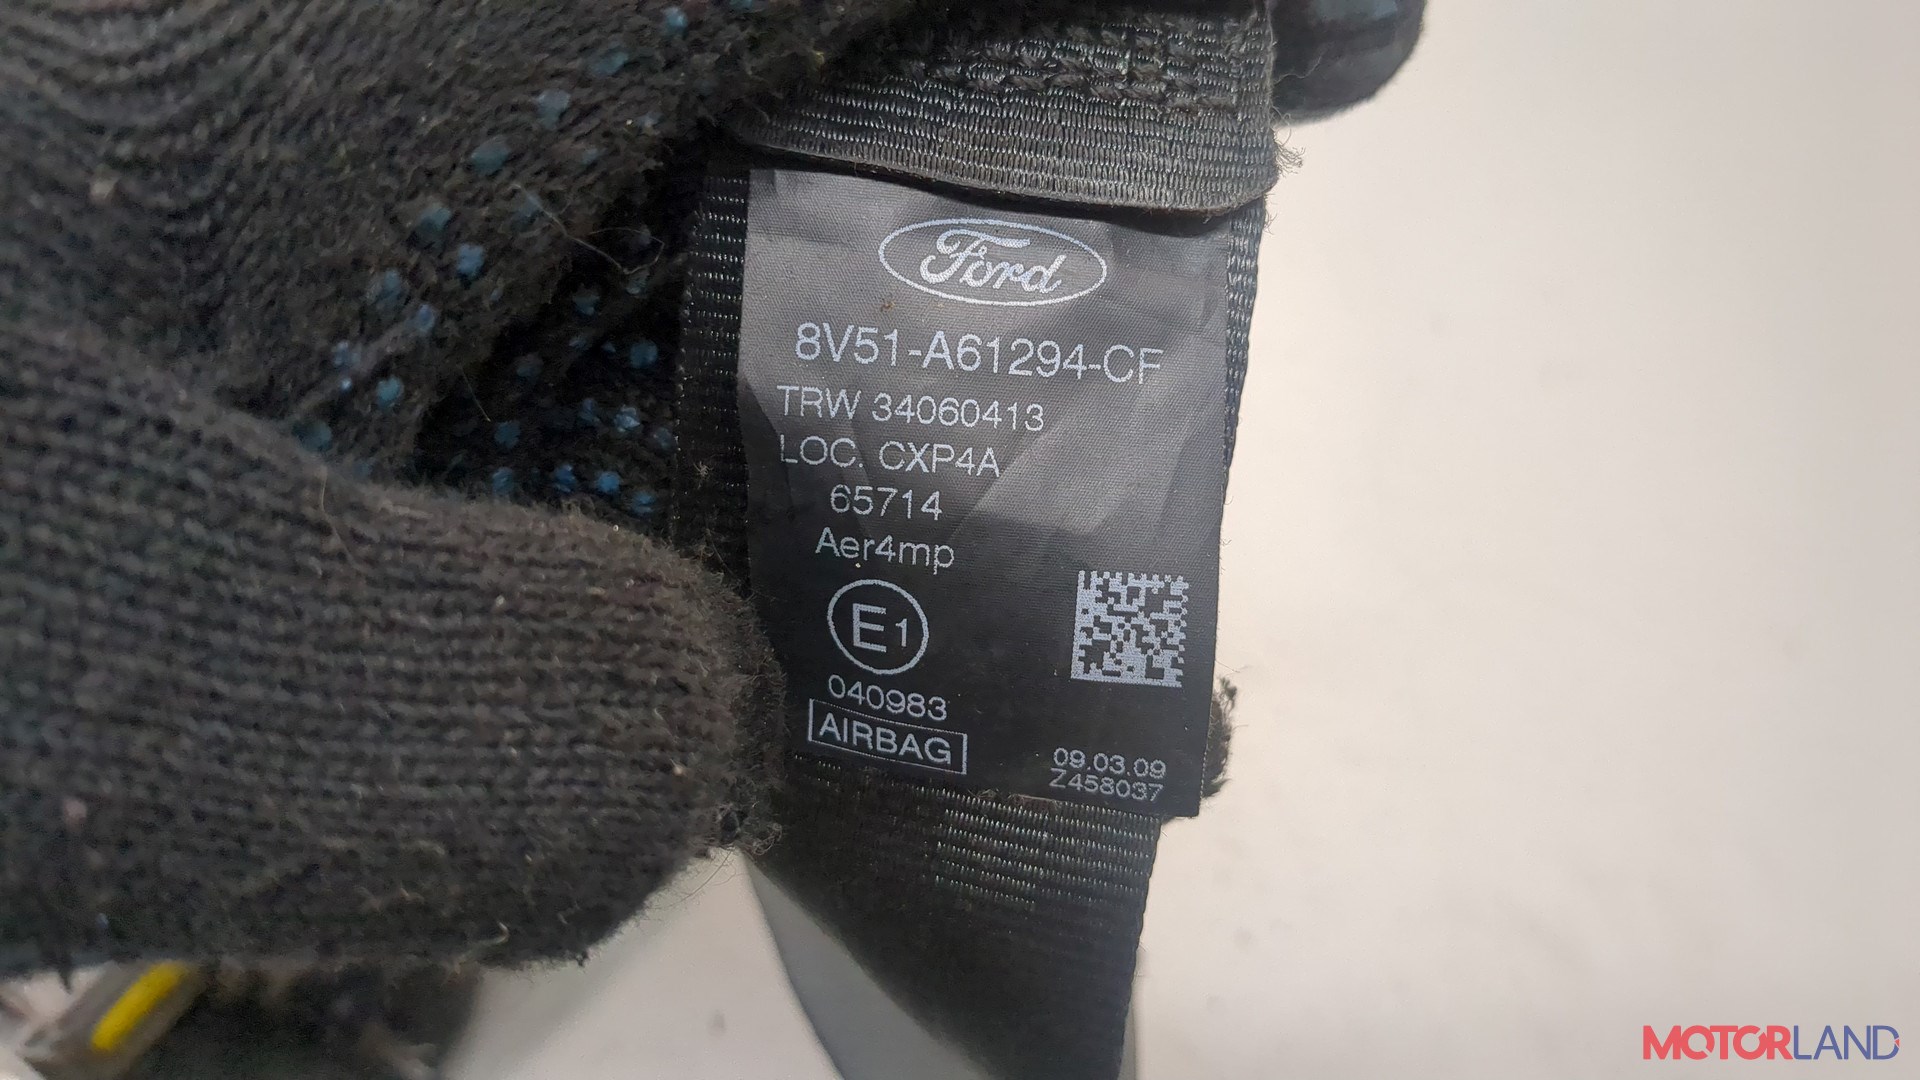 Ford
8V51-A61294-CF
TRW 34060413
LOC. CXP4A
65714
Aer4mp
E1
040983
AIRBAG
09.03.09
Z458037
MOTORLAND